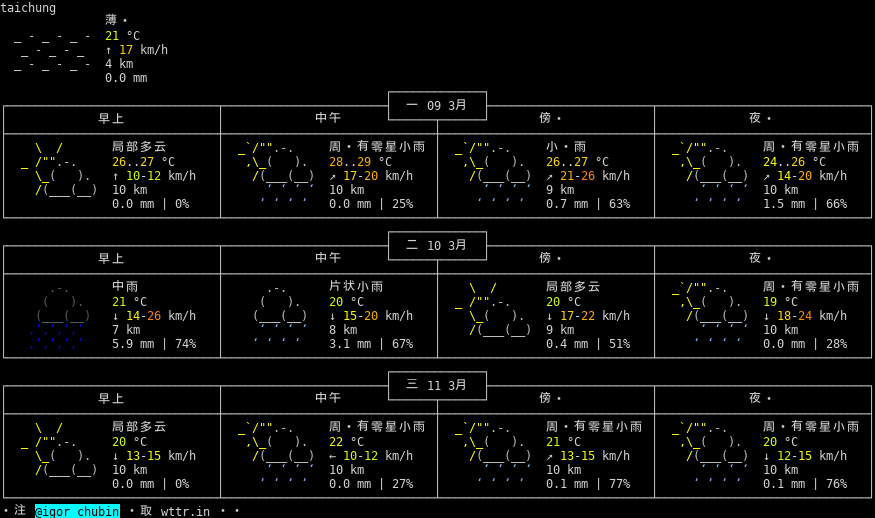 taichung
薄・
21 °C
↑ 17 km/h
4 km
0.0 mm
一 09 3月
早上 中午 傍・ 夜・
局部多云 周・有零星小雨 小・雨 周・有零星小雨
26..27 °C 28..29 °C 26..27 °C 24..26 °C
↑ 10-12 km/h ↗ 17-20 km/h ↗ 21-26 km/h ↗ 14-20 km/h
10 km 10 km 9 km 10 km
0.0 mm | 0% 0.0 mm | 25% 0.7 mm | 63% 1.5 mm | 66%
二 10 3月
早上 中午 傍・ 夜・
中雨 片状小雨 局部多云 周・有零星小雨
21 °C 20 °C 20 °C 19 °C
↓ 14-26 km/h ↓ 15-20 km/h ↓ 17-22 km/h ↓ 18-24 km/h
7 km 8 km 9 km 10 km
5.9 mm | 74% 3.1 mm | 67% 0.4 mm | 51% 0.0 mm | 28%
三 11 3月
早上 中午 傍・ 夜・
局部多云 周・有零星小雨 周・有零星小雨 周・有零星小雨
20 °C 22 °C 21 °C 20 °C
↓ 13-15 km/h ← 10-12 km/h ↗ 13-15 km/h ↓ 12-15 km/h
10 km 10 km 10 km 10 km
0.0 mm | 0% 0.0 mm | 27% 0.1 mm | 77% 0.1 mm | 76%
・注 @igor_chubin ・取 wttr.in ・・